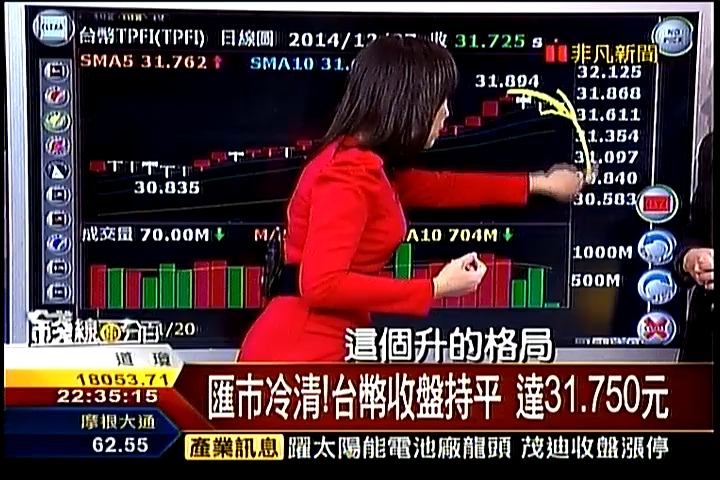 台幣TPFI(TPFI) 日線圖 2014/12 收 31.725 s
非凡新聞
SMA5 31.762 SMA10
32.125
31.894
31.868
31.611
31.354
31.097
30.840
30.835
30.583
成交量 70.00M A10 704M
1000M
500M
/20
這個升的格局
道瓊
18053.71
22:35:15
匯市冷清!台幣收盤持平 達31.750元
摩根大通
62.55
產業訊息 躍太陽能電池廠龍頭 茂迪收盤漲停